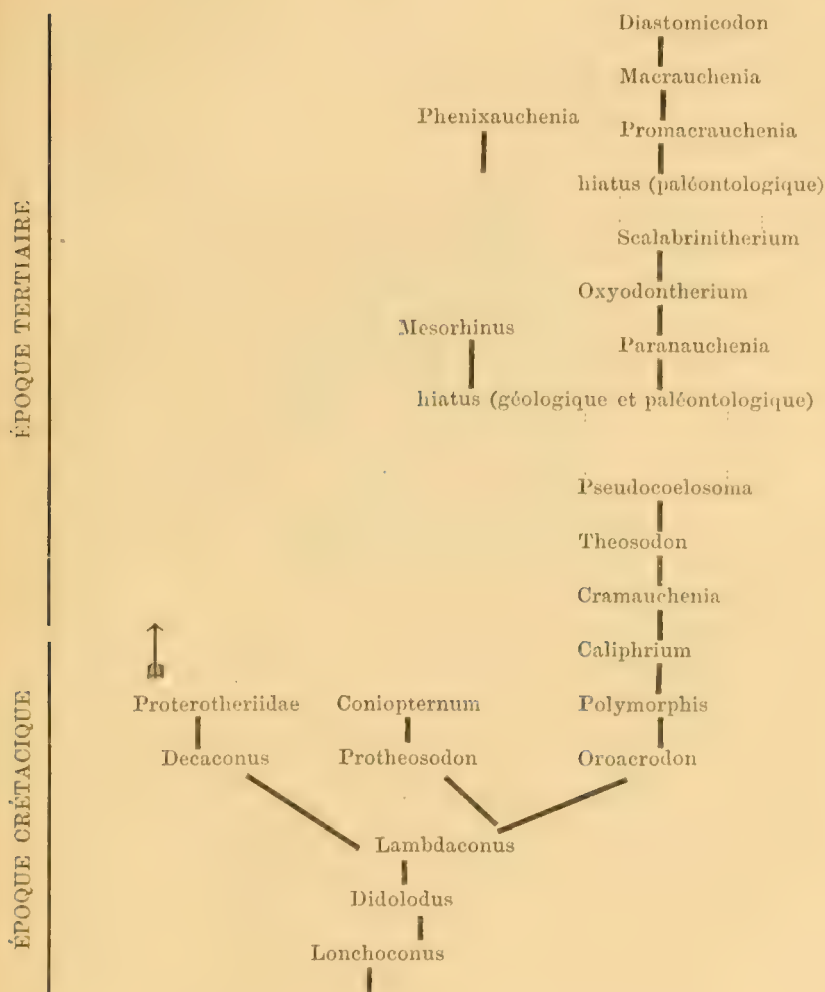 Diastomicodon
Macrauchenia
Phenixauchenia
Promacrauchenia
hiatus (paléontologique)
Scalabrinitherium
Oxyodontherium
Mesorhinus
Paranauchenia
hiatus (géologique et paléontologique)
Pseudocoelosoma
Theosodon
Cramauchenia
Caliphrium
Proterotheriidae Coniopternum Polymorphis
Decaconus Protheosodon Oroacrodon
Lambdaconus
Didolodus
Lonchoconus
ÉPOQUE TERTIAIRE
ÉPOQUE CRÉTACIQUE